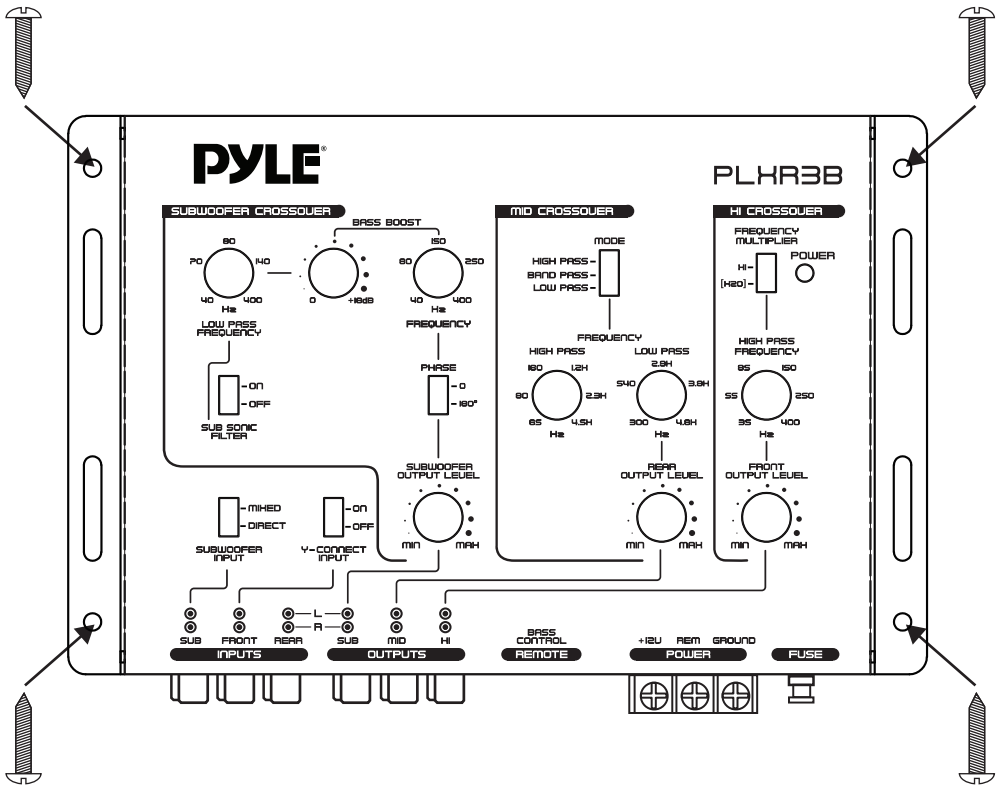 PYLE®
PLXR3B
SUBWOOFER CROSSOVER
BASS BOOST
80
70
140
40
400
Hz
LOW PASS
FREQUENCY
0
+18dB
150
80
250
40
400
Hz
FREQUENCY
SUB SONIC
FILTER
ON
OFF
PHASE
0
180°
SUBWOOFER
OUTPUT LEVEL
MIN
MAX
MIXED
DIRECT
SUBWOOFER
INPUT
ON
OFF
Y-CONNECT
INPUT
MID CROSSOVER
MODE
HIGH PASS
BAND PASS
LOW PASS
FREQUENCY
HIGH PASS
180
1.2K
80
2.3K
65
4.5K
Hz
LOW PASS
540
3.8K
300
4.8K
Hz
REAR
OUTPUT LEVEL
MIN
MAX
HI CROSSOVER
FREQUENCY
MULTIPLIER
HI
[X20]
POWER
HIGH PASS
FREQUENCY
85
150
55
250
35
400
Hz
FRONT
OUTPUT LEVEL
MIN
MAX
L
R
SUB
FRONT
REAR
SUB
MID
HI
INPUTS
OUTPUTS
BASS
CONTROL
REMOTE
+12V
REM
GROUND
POWER
FUSE